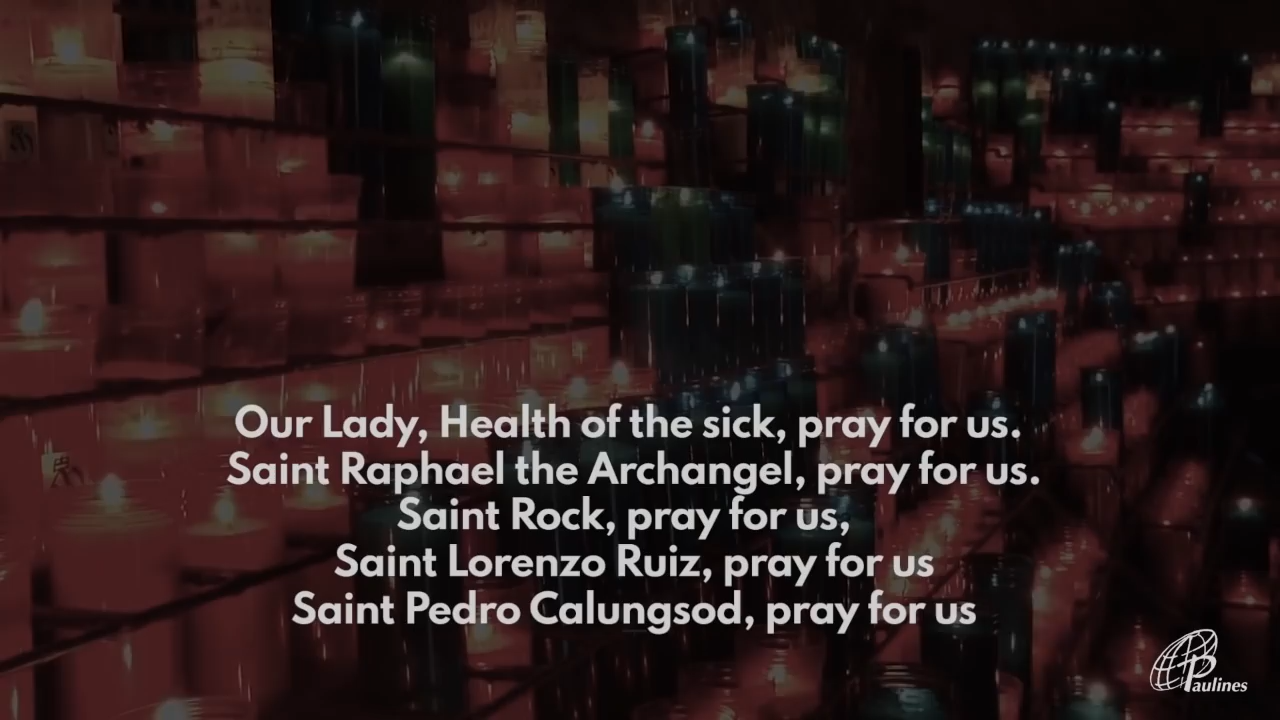 Our Lady, Health of the sick, pray for us.
Saint Raphael the Archangel, pray for us.
Saint Rock, pray for us,
Saint Lorenzo Ruiz, pray for us
Saint Pedro Calungsod, pray for us
Paulines